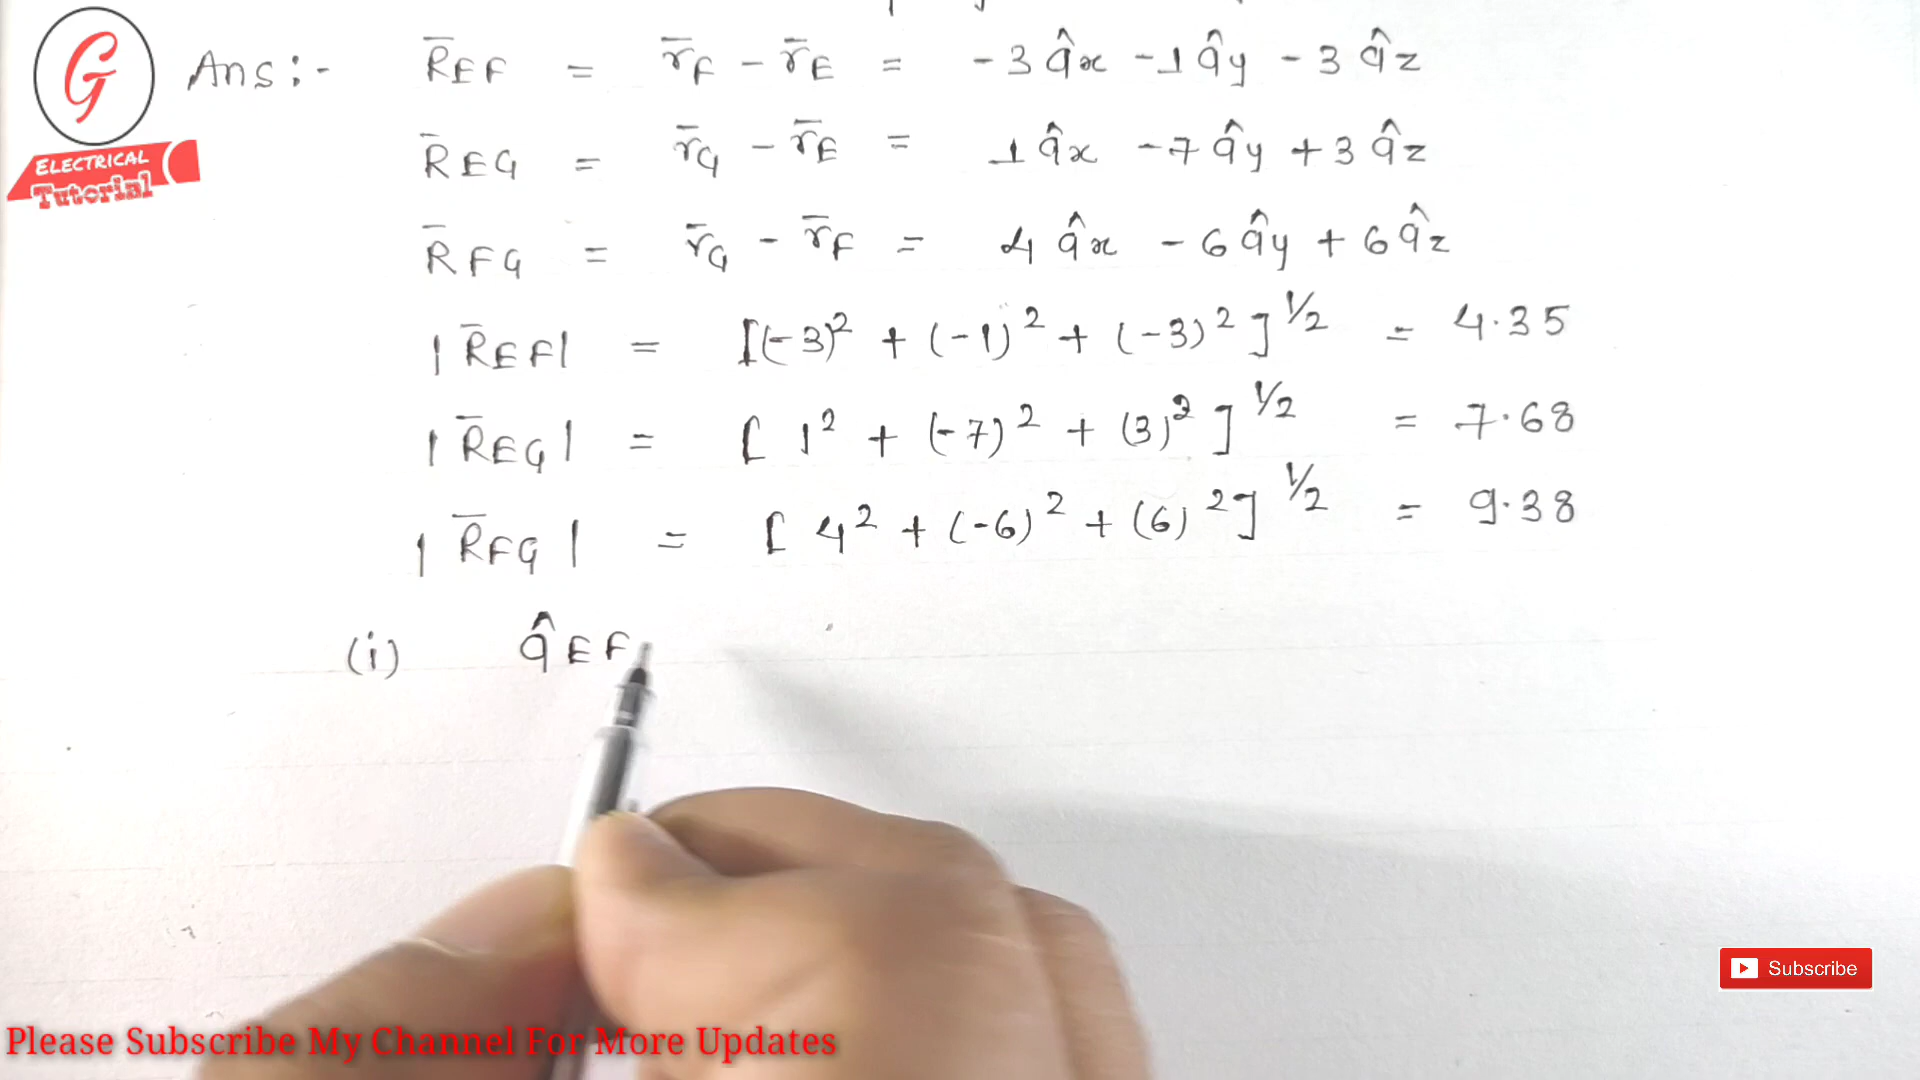 G
ELECTRICAL
Tutorial
Ans:- R̅EF = r̅F - r̅E = -3 âx -1 ây - 3 âz
R̅EG = r̅G - r̅E = 1 âx -7 ây + 3 âz
R̅FG = r̅G - r̅F = 4 âx - 6 ây + 6 âz
|R̅EF| = [(-3)² + (-1)² + (-3)²]^1/2 = 4.35
|R̅EG| = [1² + (-7)² + (3)²]^1/2 = 7.68
|R̅FG| = [4² + (-6)² + (6)²]^1/2 = 9.38
(i) âEF
Subscribe
Please Subscribe My Channel For More Updates